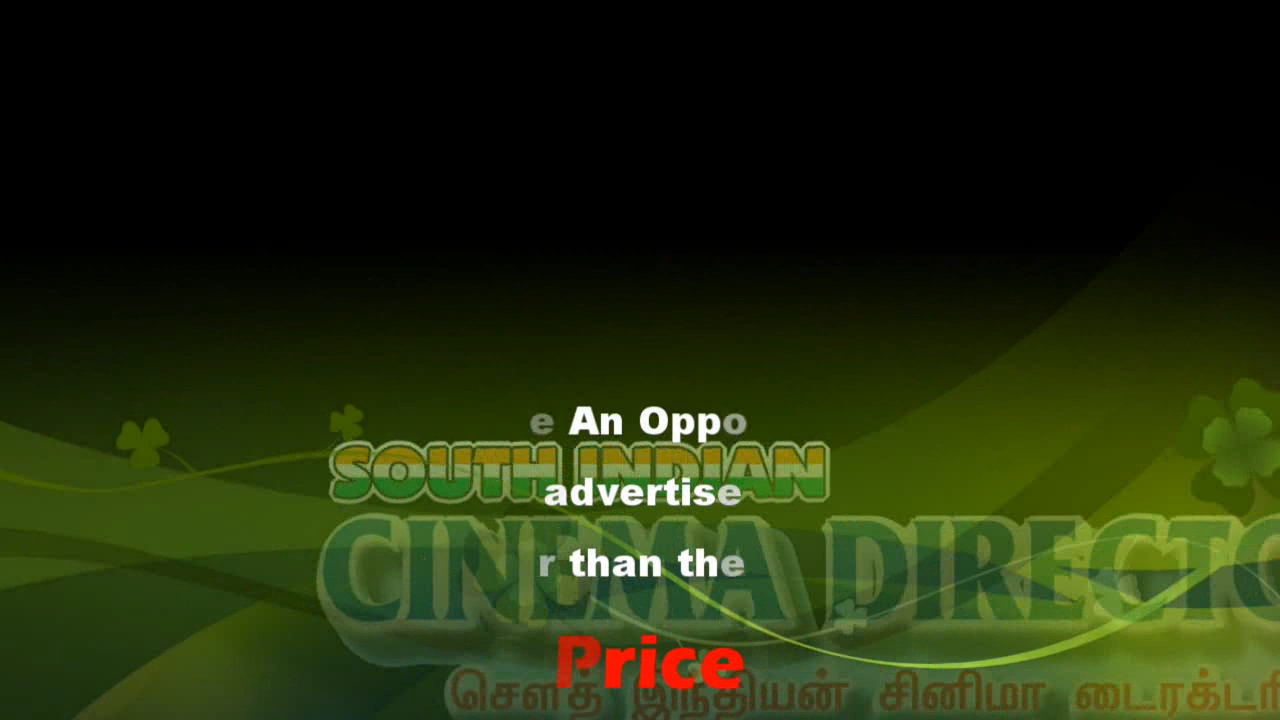 e An Oppo
SOUTH INDIAN
advertise
CINEMA DIRECTO
r than the
Price
சௌத் இந்தியன் சினிமா டைரக்டரி